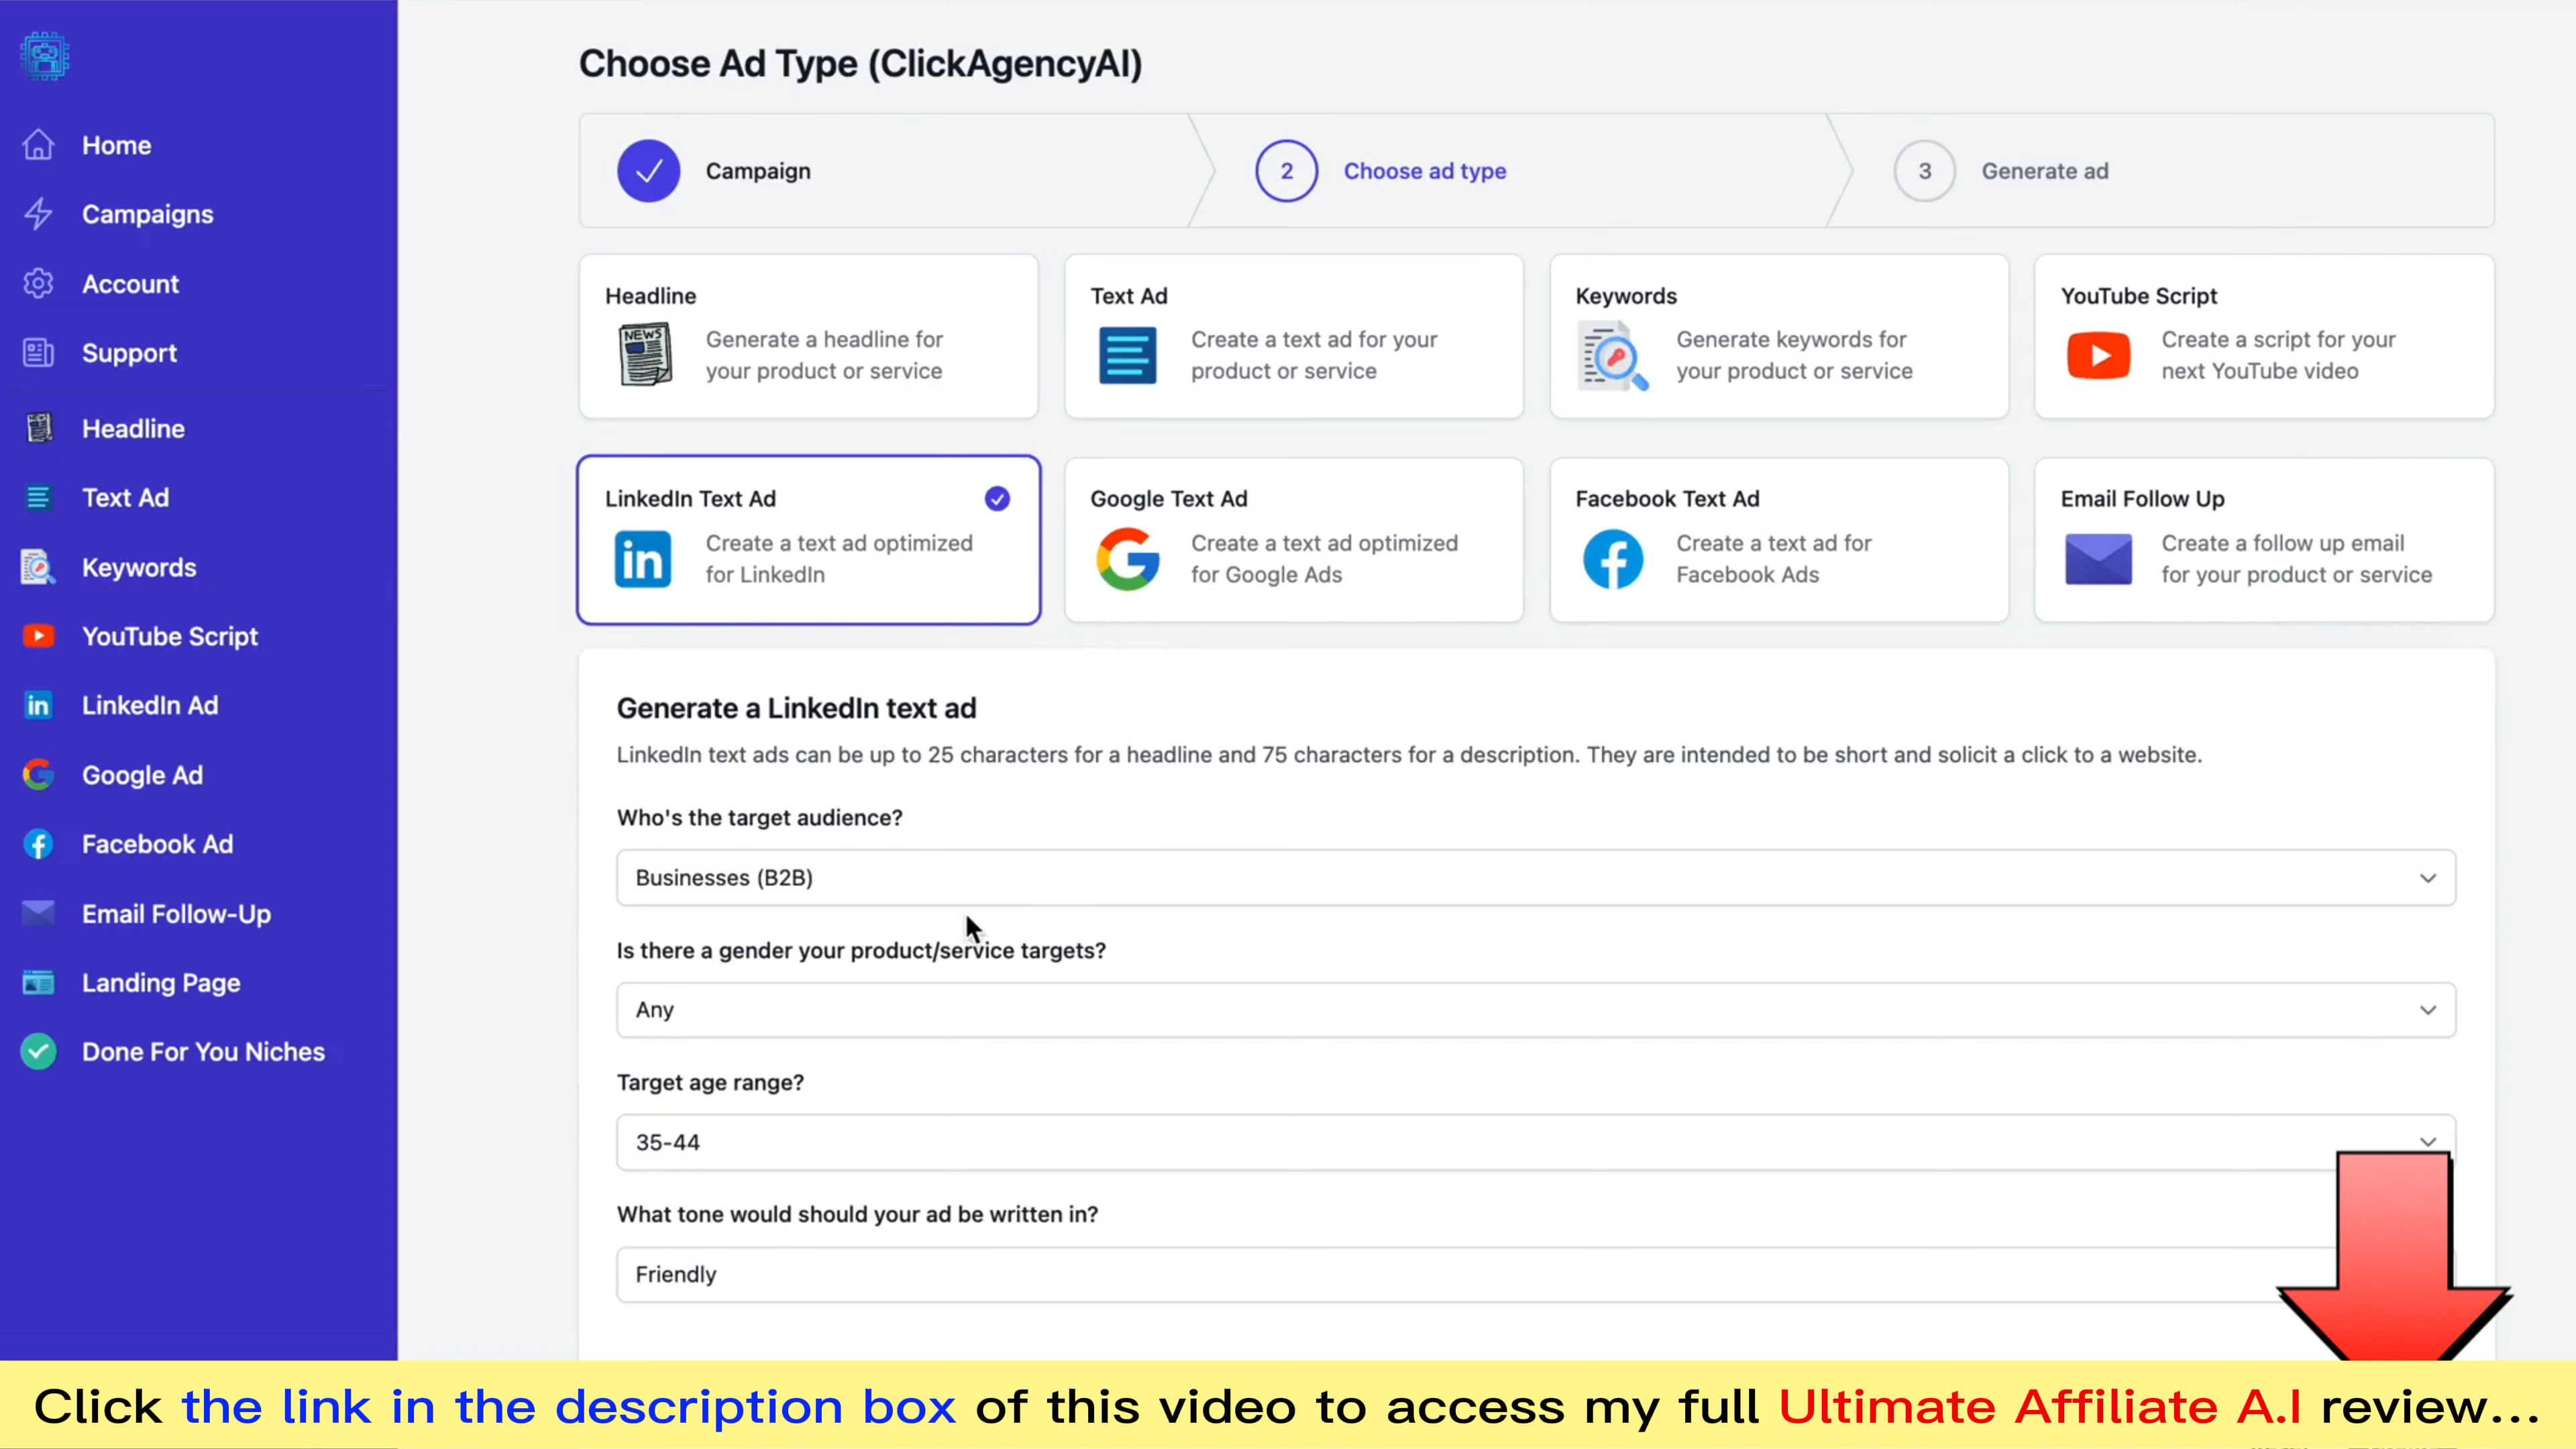 Home
Campaigns
Account
Support
Headline
Text Ad
Keywords
YouTube Script
LinkedIn Ad
Google Ad
Facebook Ad
Email Follow-Up
Landing Page
Done For You Niches
Choose Ad Type (ClickAgencyAI)
Campaign
2
Choose ad type
3
Generate ad
Headline
NEWS
Generate a headline for
your product or service
Text Ad
Create a text ad for your
product or service
Keywords
Generate keywords for
your product or service
YouTube Script
Create a script for your
next YouTube video
LinkedIn Text Ad
in
Create a text ad optimized
for LinkedIn
Google Text Ad
Create a text ad optimized
for Google Ads
Facebook Text Ad
Create a text ad for
Facebook Ads
Email Follow Up
Create a follow up email
for your product or service
Generate a LinkedIn text ad
LinkedIn text ads can be up to 25 characters for a headline and 75 characters for a description. They are intended to be short and solicit a click to a website.
Who's the target audience?
Businesses (B2B)
Is there a gender your product/service targets?
Any
Target age range?
35-44
What tone would should your ad be written in?
Friendly
Click the link in the description box of this video to access my full Ultimate Affiliate A.I review...